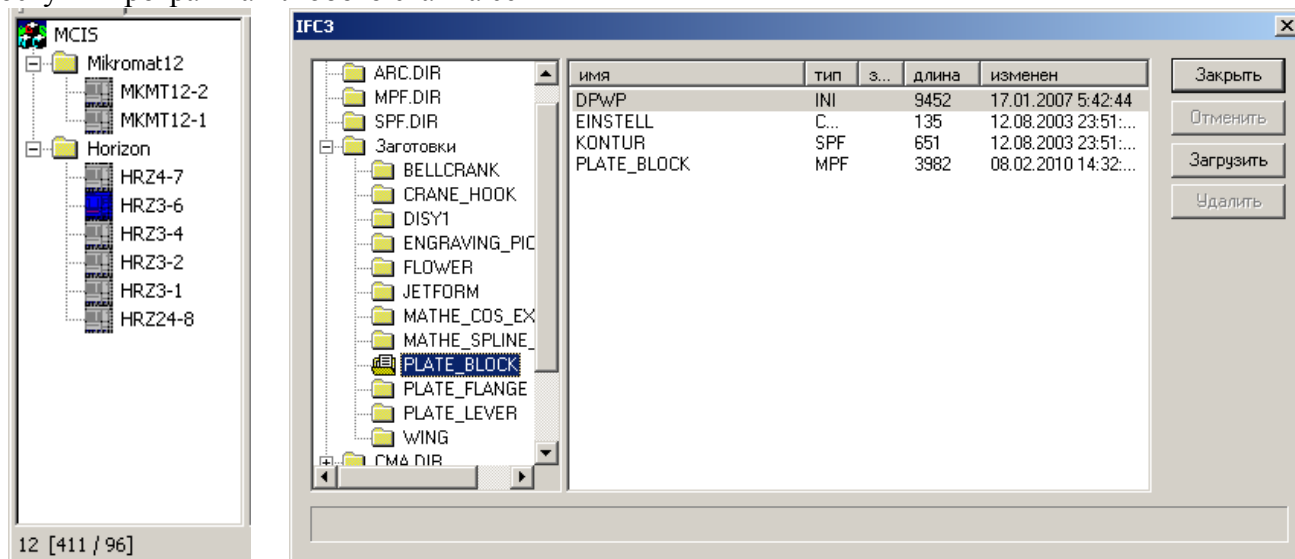 MCIS
Mikromat12
MKMT12-2
MKMT12-1
Horizon
HRZ4-7
HRZ3-6
HRZ3-4
HRZ3-2
HRZ3-1
HRZ24-8
12 [411 / 96]
IFC3
ARC.DIR
MPF.DIR
SPF.DIR
Заготовки
BELLCRANK
CRANE_HOOK
DISY1
ENGRAVING_PIC
FLOWER
JETFORM
MATHE_COS_EX
MATHE_SPLINE_
PLATE_BLOCK
PLATE_FLANGE
PLATE_LEVER
WING
CMA.DIR
имя тип з... длина изменен
DPWP INI 9452 17.01.2007 5:42:44
EINSTELL C... 135 12.08.2003 23:51:...
KONTUR SPF 651 12.08.2003 23:51:...
PLATE_BLOCK MPF 3982 08.02.2010 14:32:...
Закрыть
Отменить
Загрузить
Удалить